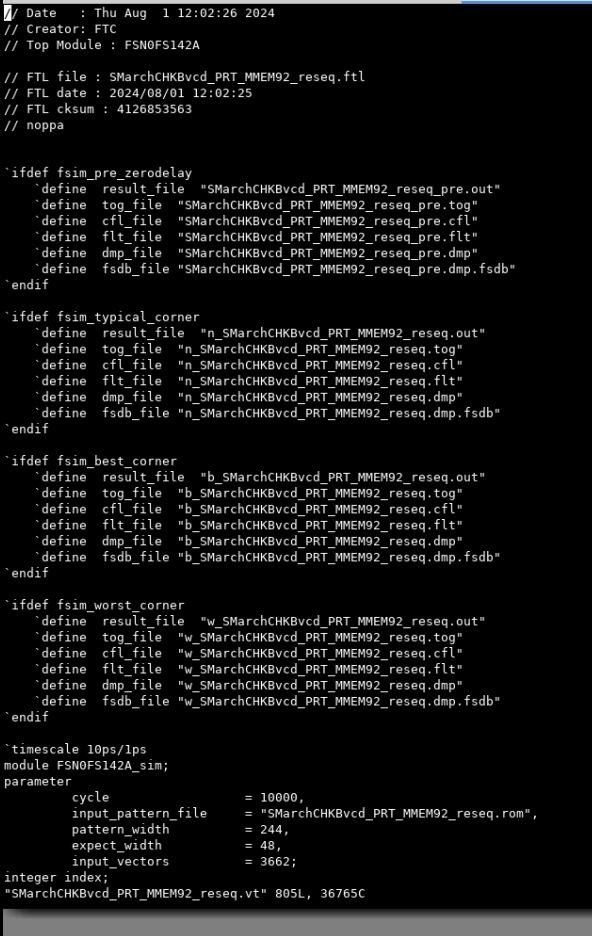 // Date   : Thu Aug  1 12:02:26 2024
// Creator: FTC
// Top Module : FSN0FS142A

// FTL file : SMarchCHKBvcd_PRT_MMEM92_reseq.ftl
// FTL date : 2024/08/01 12:02:25
// FTL cksum : 4126853563
// noppa


`ifdef fsim_pre_zerodelay
    `define  result_file  "SMarchCHKBvcd_PRT_MMEM92_reseq_pre.out"
    `define  tog_file  "SMarchCHKBvcd_PRT_MMEM92_reseq_pre.tog"
    `define  cfl_file  "SMarchCHKBvcd_PRT_MMEM92_reseq_pre.cfl"
    `define  flt_file  "SMarchCHKBvcd_PRT_MMEM92_reseq_pre.flt"
    `define  dmp_file  "SMarchCHKBvcd_PRT_MMEM92_reseq_pre.dmp"
    `define  fsdb_file "SMarchCHKBvcd_PRT_MMEM92_reseq_pre.dmp.fsdb"
`endif

`ifdef fsim_typical_corner
    `define  result_file  "n_SMarchCHKBvcd_PRT_MMEM92_reseq.out"
    `define  tog_file  "n_SMarchCHKBvcd_PRT_MMEM92_reseq.tog"
    `define  cfl_file  "n_SMarchCHKBvcd_PRT_MMEM92_reseq.cfl"
    `define  flt_file  "n_SMarchCHKBvcd_PRT_MMEM92_reseq.flt"
    `define  dmp_file  "n_SMarchCHKBvcd_PRT_MMEM92_reseq.dmp"
    `define  fsdb_file "n_SMarchCHKBvcd_PRT_MMEM92_reseq.dmp.fsdb"
`endif

`ifdef fsim_best_corner
    `define  result_file  "b_SMarchCHKBvcd_PRT_MMEM92_reseq.out"
    `define  tog_file  "b_SMarchCHKBvcd_PRT_MMEM92_reseq.tog"
    `define  cfl_file  "b_SMarchCHKBvcd_PRT_MMEM92_reseq.cfl"
    `define  flt_file  "b_SMarchCHKBvcd_PRT_MMEM92_reseq.flt"
    `define  dmp_file  "b_SMarchCHKBvcd_PRT_MMEM92_reseq.dmp"
    `define  fsdb_file "b_SMarchCHKBvcd_PRT_MMEM92_reseq.dmp.fsdb"
`endif

`ifdef fsim_worst_corner
    `define  result_file  "w_SMarchCHKBvcd_PRT_MMEM92_reseq.out"
    `define  tog_file  "w_SMarchCHKBvcd_PRT_MMEM92_reseq.tog"
    `define  cfl_file  "w_SMarchCHKBvcd_PRT_MMEM92_reseq.cfl"
    `define  flt_file  "w_SMarchCHKBvcd_PRT_MMEM92_reseq.flt"
    `define  dmp_file  "w_SMarchCHKBvcd_PRT_MMEM92_reseq.dmp"
    `define  fsdb_file "w_SMarchCHKBvcd_PRT_MMEM92_reseq.dmp.fsdb"
`endif

`timescale 10ps/1ps
module FSN0FS142A_sim;
parameter
         cycle                = 10000,
         input_pattern_file   = "SMarchCHKBvcd_PRT_MMEM92_reseq.rom",
         pattern_width        = 244,
         expect_width         = 48,
         input_vectors        = 3662;
integer index;
"SMarchCHKBvcd_PRT_MMEM92_reseq.vt" 805L, 36765C